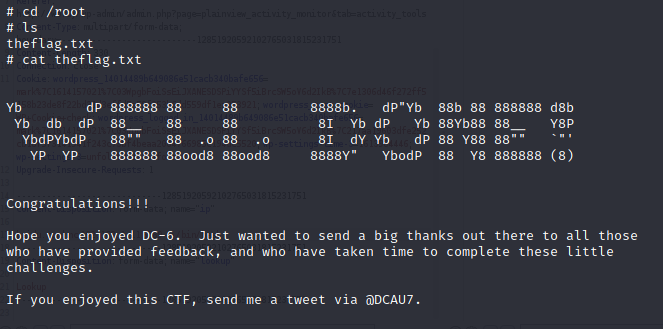 # cd /root
# ls
theflag.txt
# cat theflag.txt
Yb      dP 888888 88     88         8888b.   dP"Yb  88b 88 888888 d8b
 Yb  db  dP  88__   88     88          8I  Yb dP   Yb 88Yb88 88__   Y8P
  YbdPYbdP   88""   88  .o 88  .o      8I  dY Yb   dP 88 Y88 88""   `"'
   YP  YP    888888 88ood8 88ood8     8888Y"   YbodP  88  Y8 888888 (8)
Congratulations!!!
Hope you enjoyed DC-6.  Just wanted to send a big thanks out there to all those
who have provided feedback, and who have taken time to complete these little
challenges.
If you enjoyed this CTF, send me a tweet via @DCAU7.